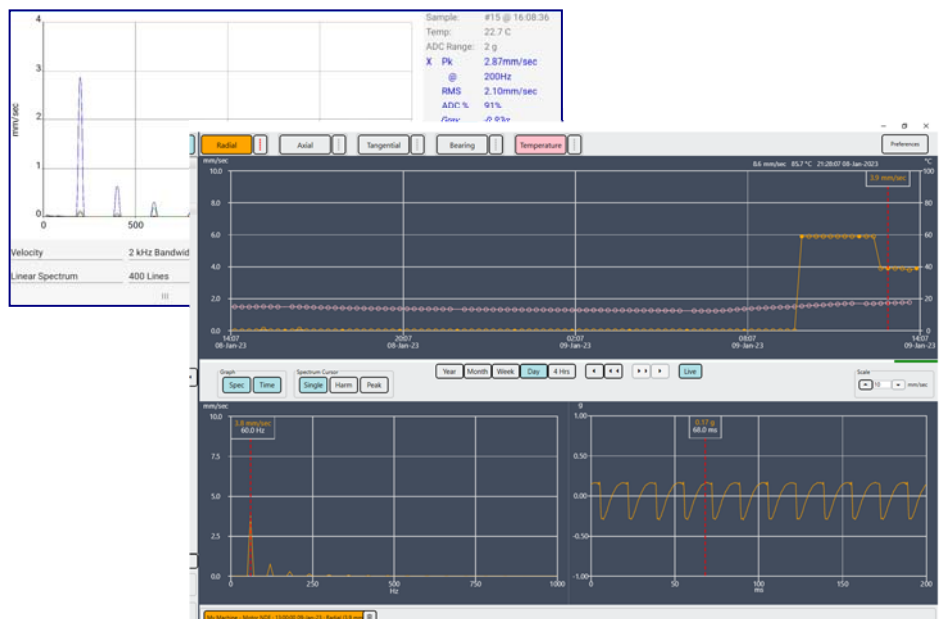 Sample: #15 @ 16:08.36
Temp: 22.7 C
ADC Range: 2 g
X Pk 2.87mm/sec
@ 200Hz
RMS 2.10mm/sec
ADC % 91%
4
3
2
1
0
mm/sec
0 500
Velocity 2 kHz Bandwid
Linear Spectrum 400 Lines
Radial Axial Tangential Bearing Temperature Preferences
mm/sec 8.6 mm/sec 85.7 °C 21:28:07 08-Jan-2023 °C
10.0 3.9 mm/sec 100
8.0 80
6.0 60
4.0 40
2.0 20
0.0 0
14:07 20:07 02:07 08:07 14:07
08-Jan-23 08-Jan-23 09-Jan-23 09-Jan-23 09-Jan-23
Graph Spectrum Cursor Scale
Spec Time Single Harm Peak Year Month Week Day 4 Hrs Live 10 mm/sec
mm/sec
10.0
3.8 mm/sec
60.0 Hz
7.5
5.0
2.5
0.0
0 250 500 750 1000
Hz
g
1.00
0.17 g
68.0 ms
0.50
0.00
-0.50
-1.00
0 50 100 150 200
ms